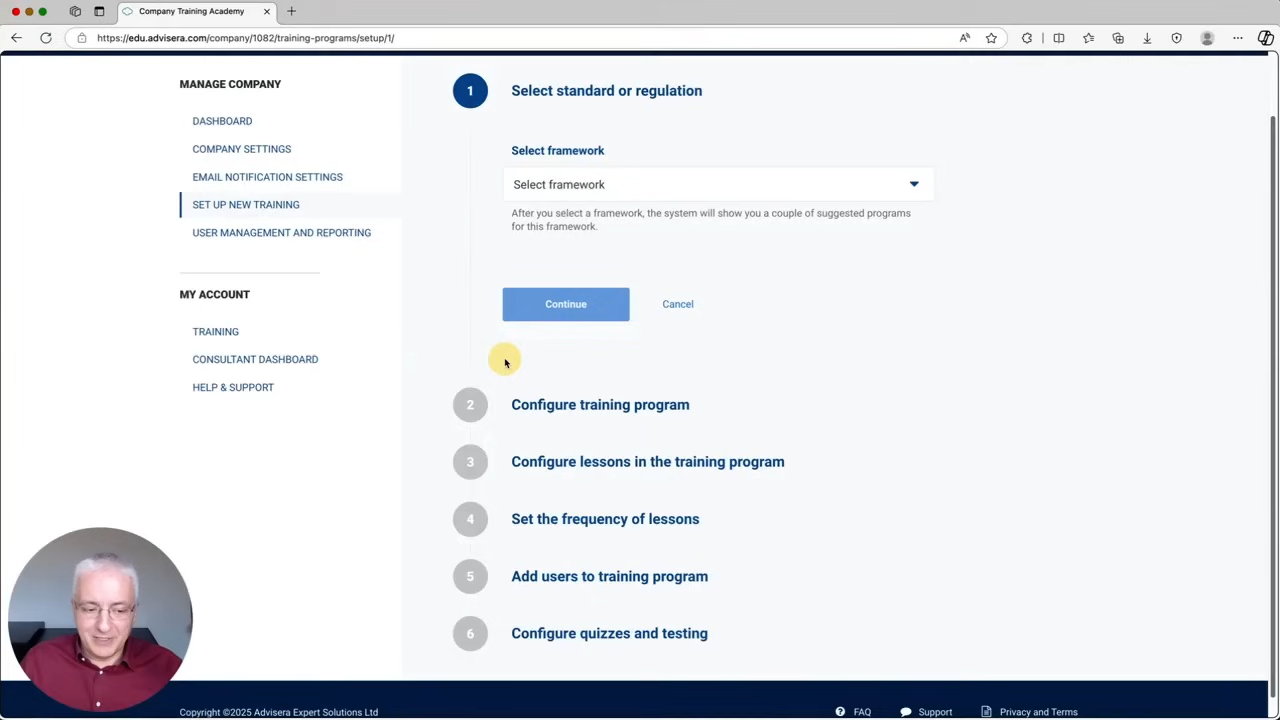 Company Training Academy
https://edu.advisera.com/company/1082/training-programs/setup/1/
MANAGE COMPANY
DASHBOARD
COMPANY SETTINGS
EMAIL NOTIFICATION SETTINGS
SET UP NEW TRAINING
USER MANAGEMENT AND REPORTING
MY ACCOUNT
TRAINING
CONSULTANT DASHBOARD
HELP & SUPPORT
1 Select standard or regulation
Select framework
Select framework
After you select a framework, the system will show you a couple of suggested programs
for this framework.
Continue Cancel
2 Configure training program
3 Configure lessons in the training program
4 Set the frequency of lessons
5 Add users to training program
6 Configure quizzes and testing
Copyright ©2025 Advisera Expert Solutions Ltd FAQ Support Privacy and Terms